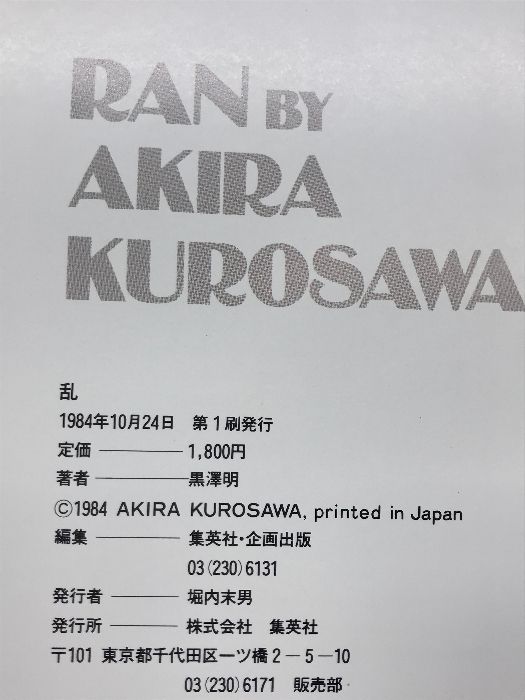 RAN BY
AKIRA
KUROSAWA
乱
1984年10月24日 第1刷発行
定価 ——— 1,800円
著者 ——— 黒澤明
©1984 AKIRA KUROSAWA, printed in Japan
編集 ——— 集英社・企画出版
03(230)6131
発行者 ——— 堀内末男
発行所 ——— 株式会社 集英社
〒101 東京都千代田区一ツ橋2-5-10
03(230)6171 販売部